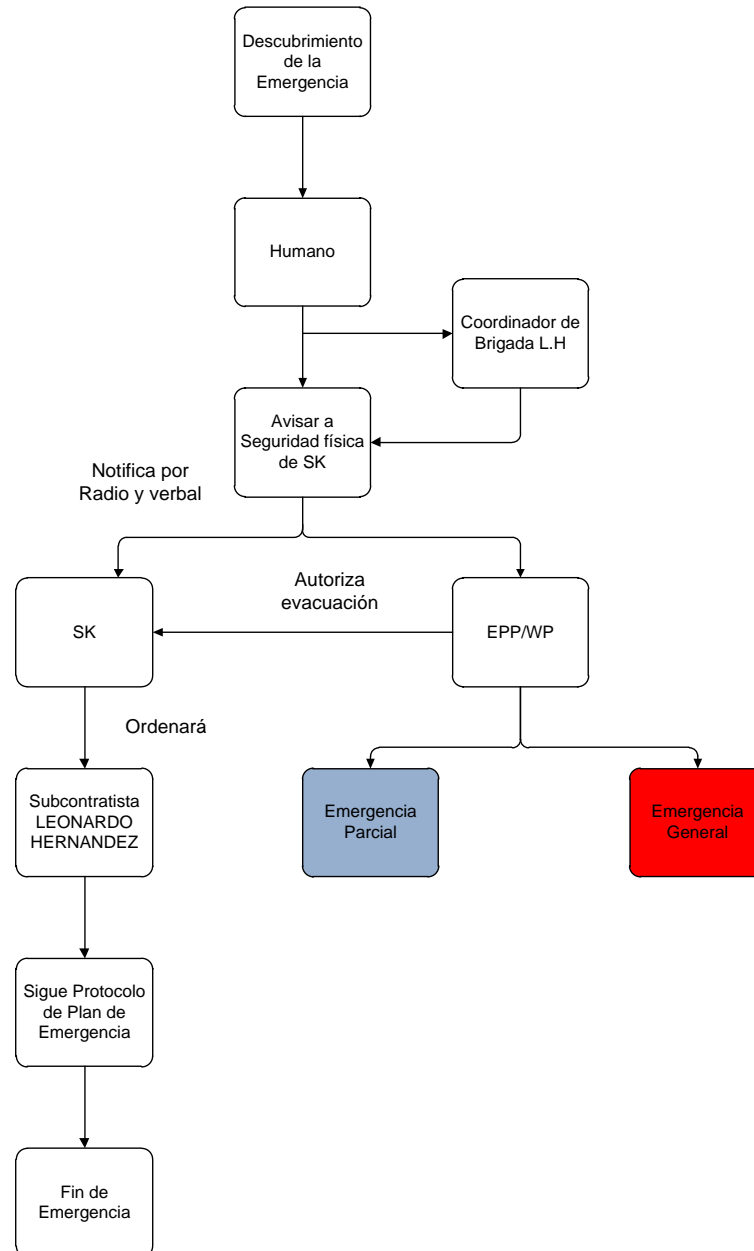 Descubrimiento
de la
Emergencia
Humano
Coordinador de
Brigada L.H
Avisar a
Seguridad física
de SK
Notifica por
Radio y verbal
Autoriza
evacuación
SK
EPP/WP
Ordenará
Subcontratista
LEONARDO
HERNANDEZ
Emergencia
Parcial
Emergencia
General
Sigue Protocolo
de Plan de
Emergencia
Fin de
Emergencia